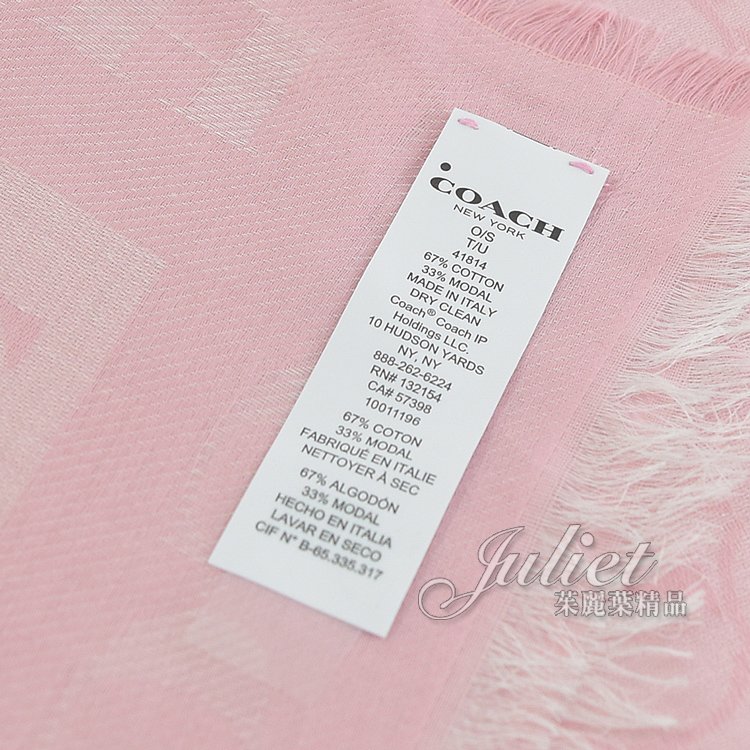 COACH
NEW YORK
O/S
T/U
41814
67% COTTON
33% MODAL
MADE IN ITALY
DRY CLEAN
Coach® Coach IP
Holdings LLC.
10 HUDSON YARDS
NY, NY
888-262-6224
RN# 132154
CA# 57398
10011196
67% COTON
33% MODAL
FABRIQUÉ EN ITALIE
NETTOYER À SEC
67% ALGODÓN
33% MODAL
HECHO EN ITALIA
LAVAR EN SECO
CIF N° B-65.335.317
Juliet
茱麗葉精品